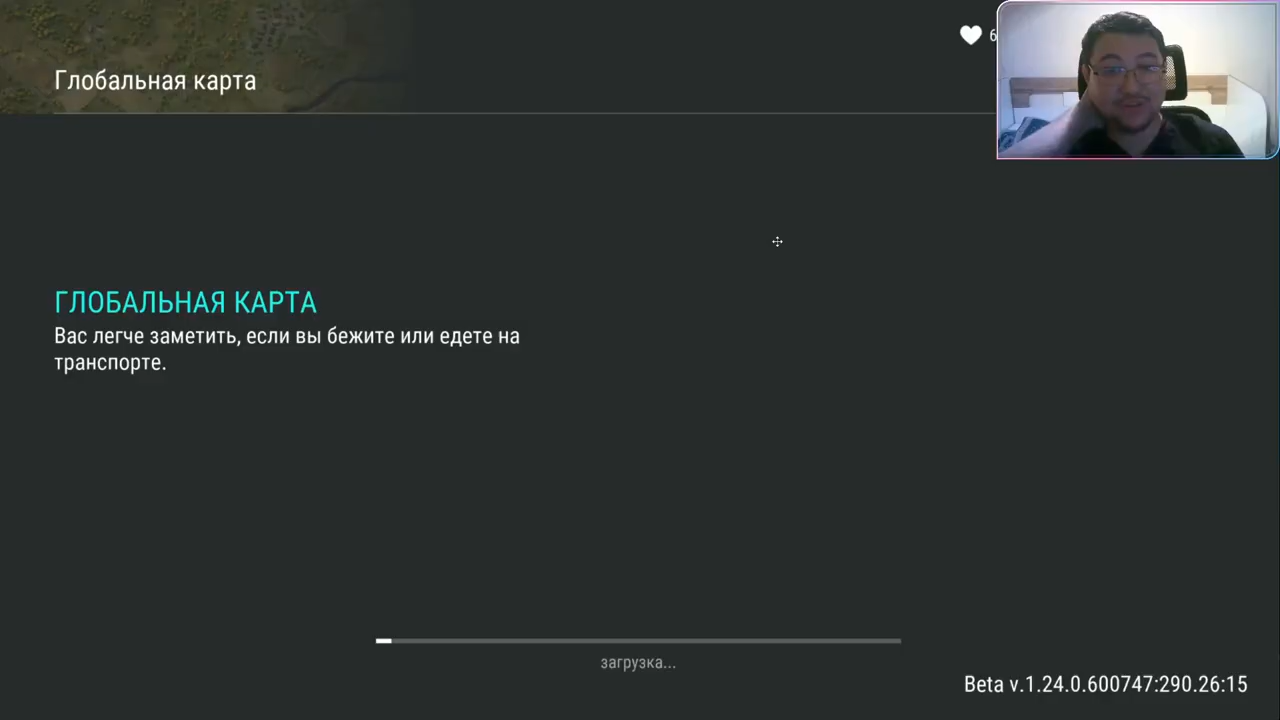 Глобальная карта
6
ГЛОБАЛЬНАЯ КАРТА
Вас легче заметить, если вы бежите или едете на
транспорте.
загрузка...
Beta v.1.24.0.600747:290.26:15